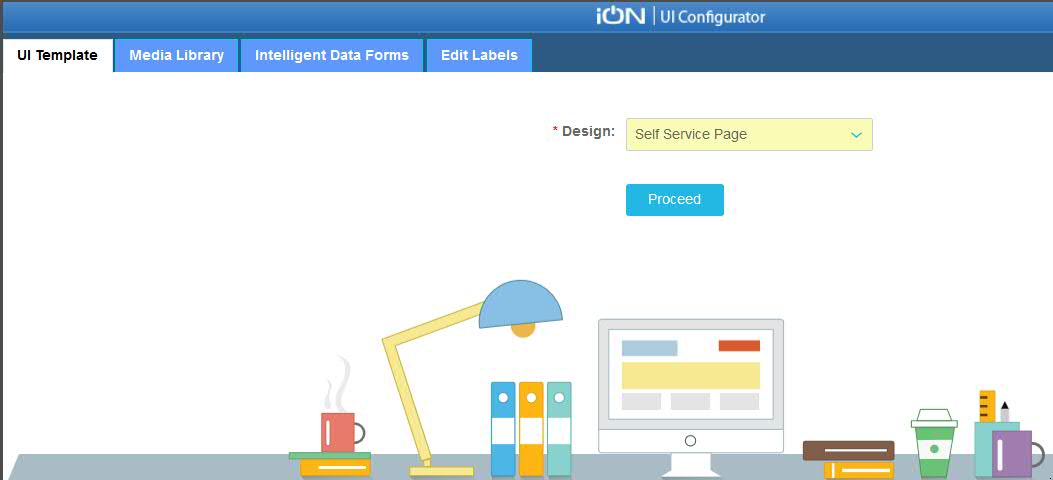 iON | UI Configurator
UI Template Media Library Intelligent Data Forms Edit Labels
* Design: Self Service Page
Proceed